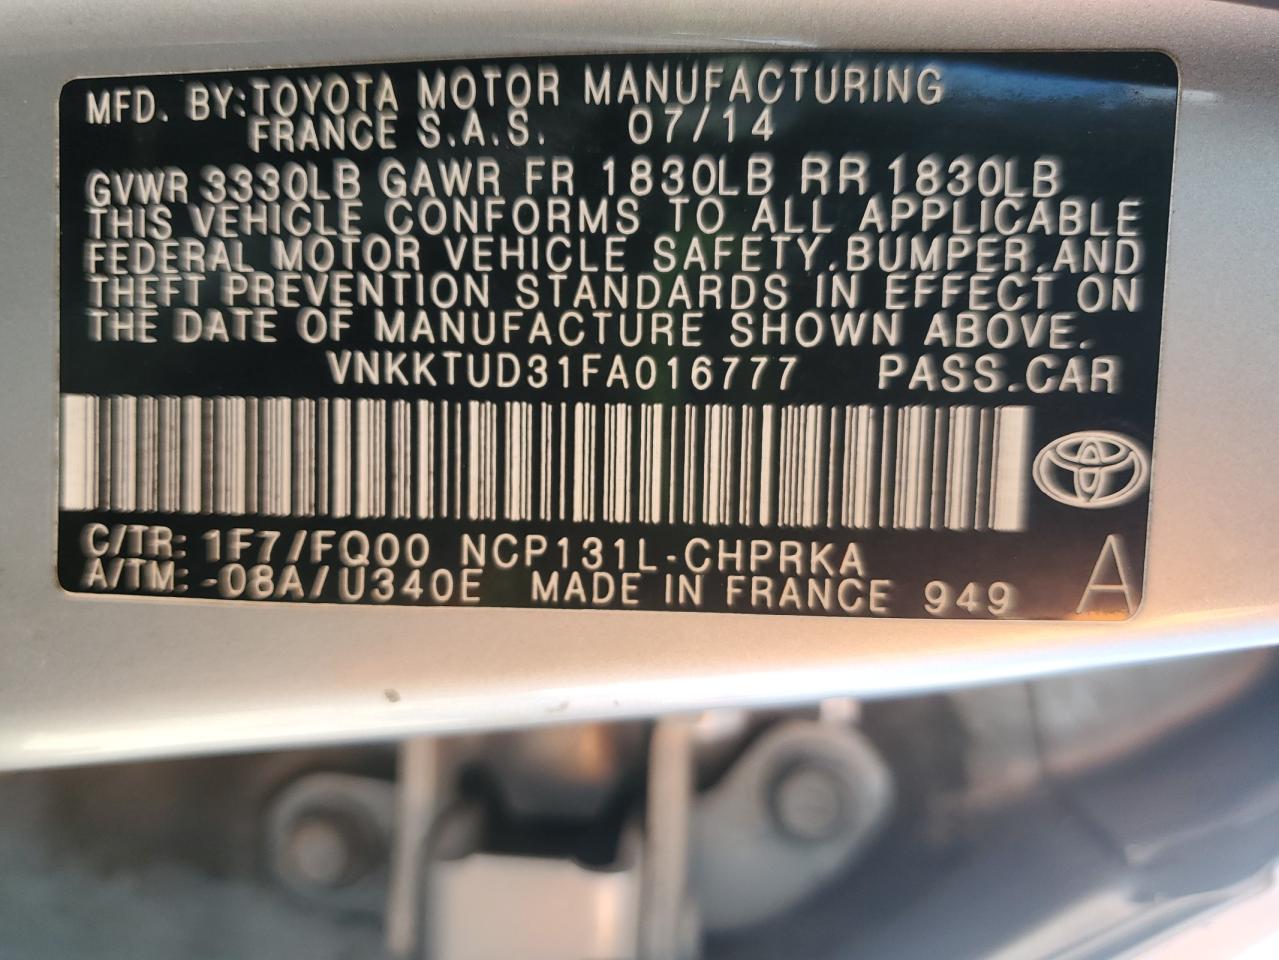 MFD. BY:TOYOTA MOTOR MANUFACTURING
FRANCE S.A.S. 07/14
GVWR 3330LB GAWR FR 1830LB RR 1830LB
THIS VEHICLE CONFORMS TO ALL APPLICABLE
FEDERAL MOTOR VEHICLE SAFETY,BUMPER,AND
THEFT PREVENTION STANDARDS IN EFFECT ON
THE DATE OF MANUFACTURE SHOWN ABOVE.
VNKKTUD31FA016777 PASS.CAR
C/TR: 1F7/FQ00 NCP131L-CHPRKA
A/TM: -08A/U340E MADE IN FRANCE 949 A